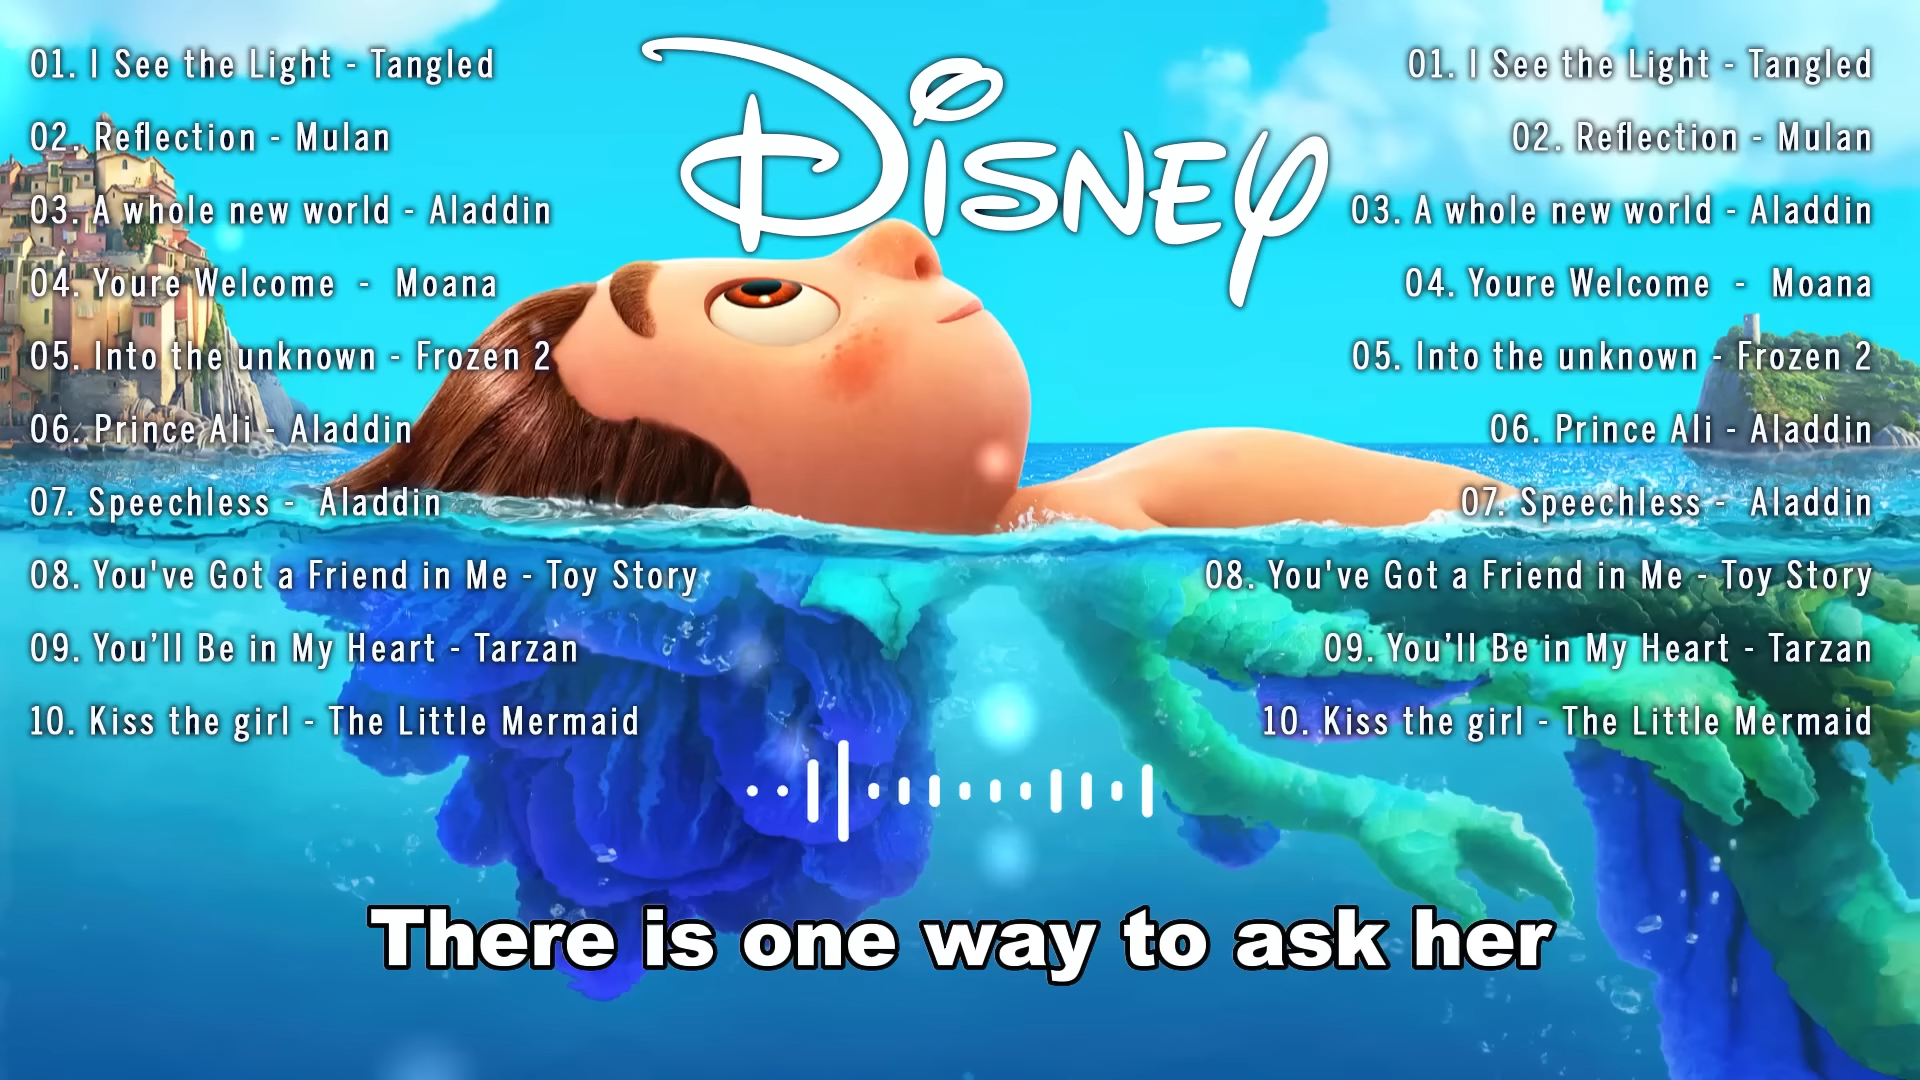 Disney
01. I See the Light - Tangled
02. Reflection - Mulan
03. A whole new world - Aladdin
04. Youre Welcome  -  Moana
05. Into the unknown - Frozen 2
06. Prince Ali - Aladdin
07. Speechless -  Aladdin
08. You've Got a Friend in Me - Toy Story
09. You’ll Be in My Heart - Tarzan
10. Kiss the girl - The Little Mermaid
01. I See the Light - Tangled
02. Reflection - Mulan
03. A whole new world - Aladdin
04. Youre Welcome  -  Moana
05. Into the unknown - Frozen 2
06. Prince Ali - Aladdin
07. Speechless -  Aladdin
08. You've Got a Friend in Me - Toy Story
09. You’ll Be in My Heart - Tarzan
10. Kiss the girl - The Little Mermaid
There is one way to ask her